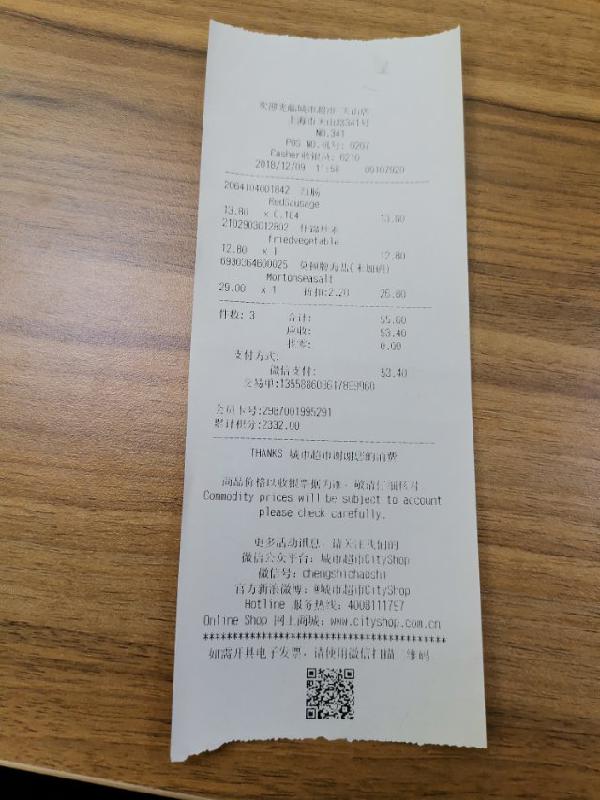 欢迎光临城市超市 天山店
上海市天山路341号
NO.341
POS NO.机号: 0207
Casher收银员: 0210
2018/12/09 00107920
2064104001842 红肠
RedSausage
13.80 x 13.80
2102903012802 什锦炒素
friedvegetable
12.80 x 1 12.80
6930364600025 莫顿牌海盐(未加碘)
Mortonseasalt
29.00 x 1 折扣:2.20 26.80
件数: 3 合计: 55.60
应收: 53.40
找零: 0.00
支付方式:
微信支付: 53.40
交易单:
会员卡号:2987001995291
累计积分:2332.00
THANKS 城市超市谢谢您的消费
商品价格以收银票据为准，敬请仔细核对
Commodity prices will be subject to account
please check carefully.
更多活动讯息，请关注我们的
微信公众平台: 城市超市CityShop
微信号: chengshichaoshi
官方新浪微博: @城市超市CityShop
Hotline 服务热线: 4008111797
Online Shop 网上商城: www.cityshop.com.cn
******************************************
如需开具电子发票，请使用微信扫描二维码